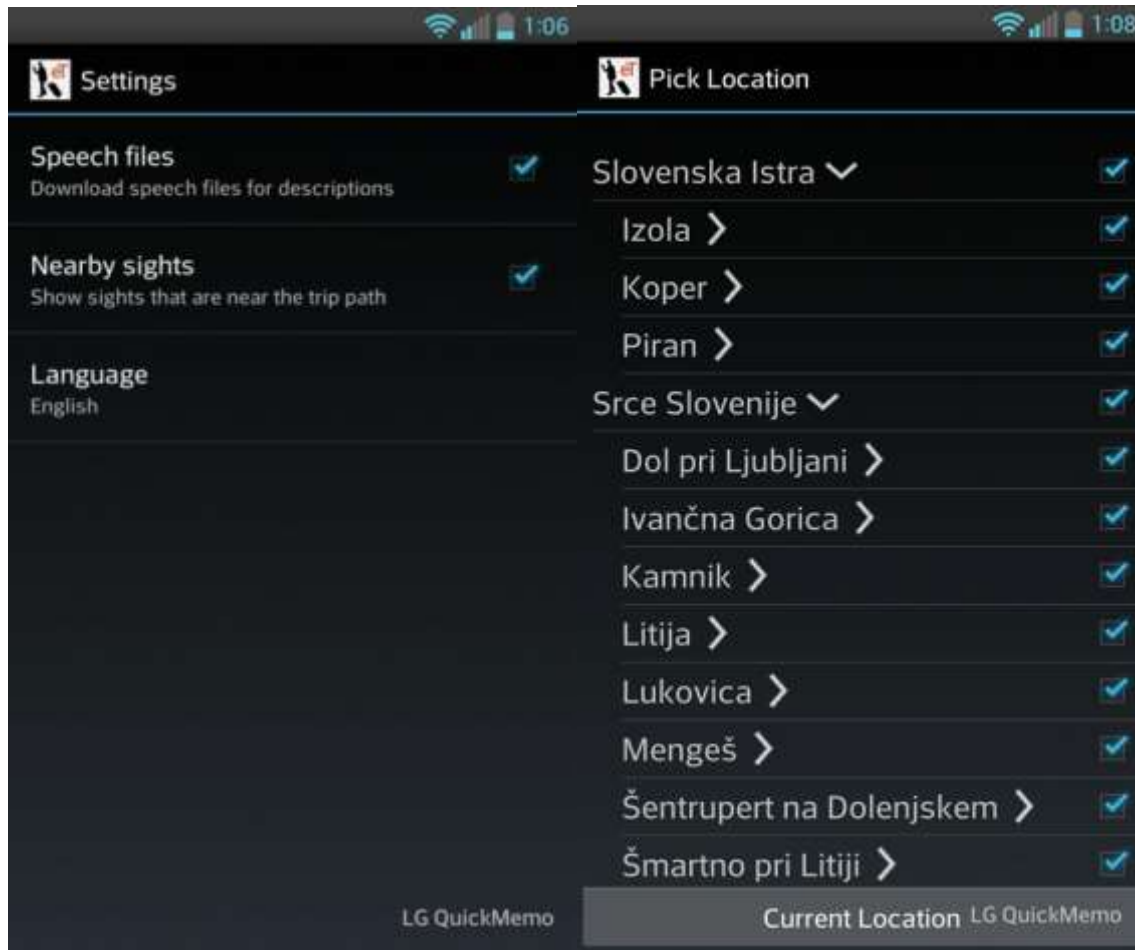 1:06
eT Settings
Speech files
Download speech files for descriptions
Nearby sights
Show sights that are near the trip path
Language
English
LG QuickMemo
1:08
eT Pick Location
Slovenska Istra
Izola
Koper
Piran
Srce Slovenije
Dol pri Ljubljani
Ivančna Gorica
Kamnik
Litija
Lukovica
Mengeš
Šentrupert na Dolenjskem
Šmartno pri Litiji
Current Location LG QuickMemo